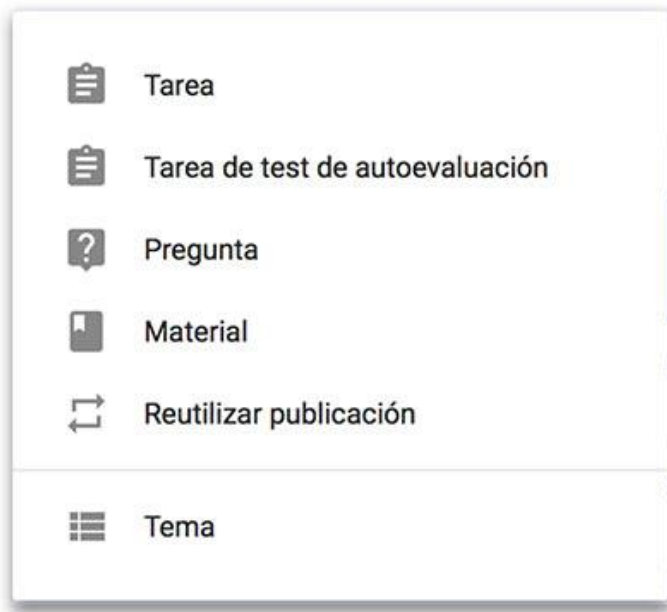 Tarea
Tarea de test de autoevaluación
Pregunta
Material
Reutilizar publicación
Tema